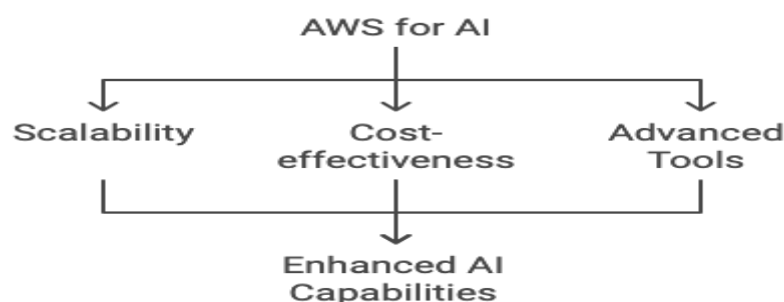 AWS for AI
Scalability
Cost-
effectiveness
Advanced
Tools
Enhanced AI
Capabilities